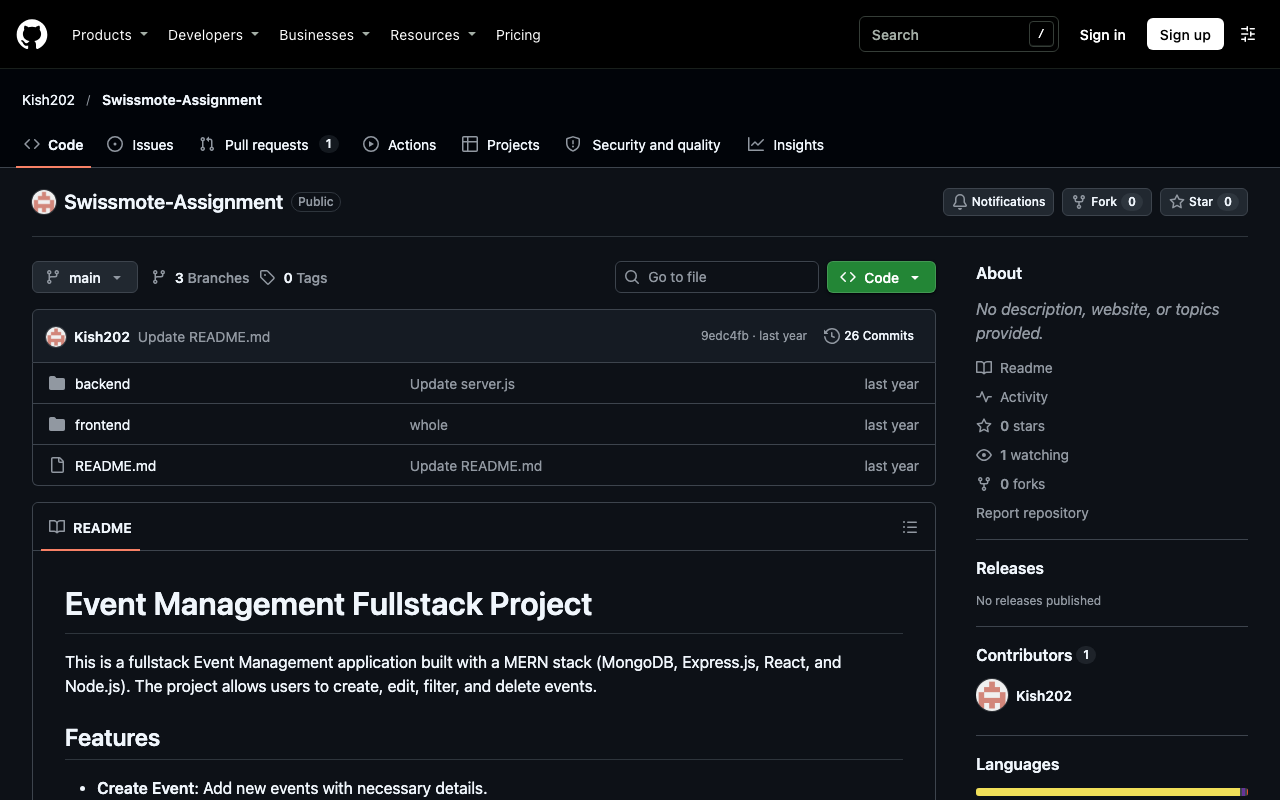 Products Developers Businesses Resources Pricing Search / Sign in Sign up
Kish202 / Swissmote-Assignment
Code Issues Pull requests 1 Actions Projects Security and quality Insights
Swissmote-Assignment Public Notifications Fork 0 Star 0
main 3 Branches 0 Tags Go to file Code
Kish202 Update README.md 9edc4fb · last year 26 Commits
backend Update server.js last year
frontend whole last year
README.md Update README.md last year
README
Event Management Fullstack Project
This is a fullstack Event Management application built with a MERN stack (MongoDB, Express.js, React, and
Node.js). The project allows users to create, edit, filter, and delete events.
Features
• Create Event: Add new events with necessary details.
About
No description, website, or topics
provided.
Readme
Activity
0 stars
1 watching
0 forks
Report repository
Releases
No releases published
Contributors 1
Kish202
Languages